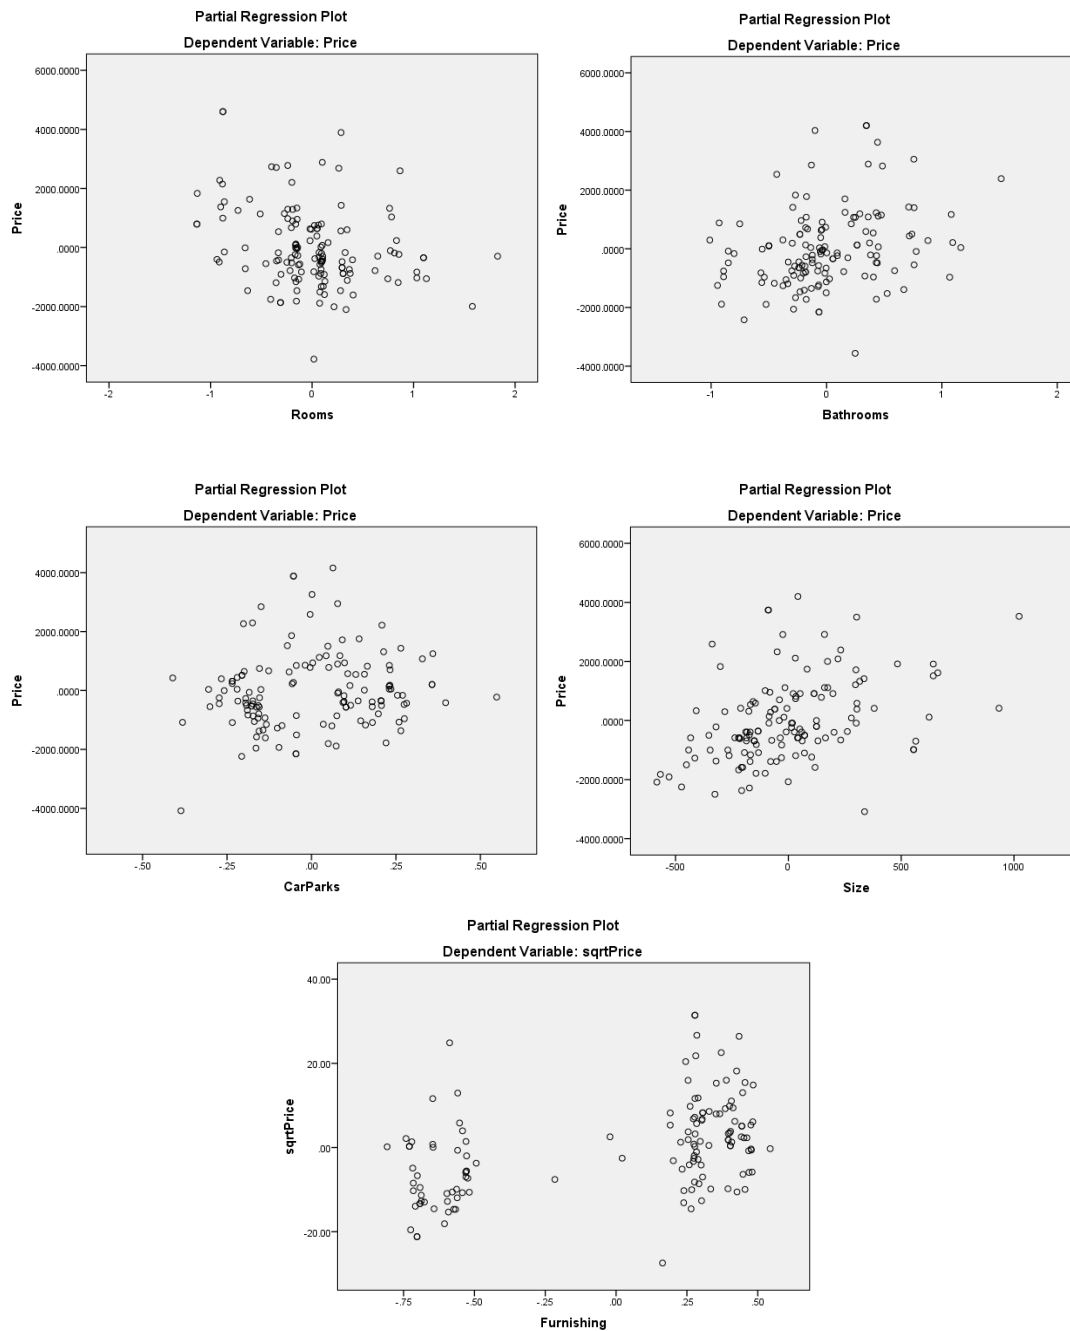 Partial Regression Plot
Dependent Variable: Price
6000.0000
4000.0000
2000.0000
.0000
-2000.0000
-4000.0000
Price
-2
-1
0
1
2
Rooms
Partial Regression Plot
Dependent Variable: Price
6000.0000
4000.0000
2000.0000
.0000
-2000.0000
-4000.0000
Price
-1
0
1
2
Bathrooms
Partial Regression Plot
Dependent Variable: Price
4000.0000
2000.0000
.0000
-2000.0000
-4000.0000
Price
-.50
-.25
.00
.25
.50
CarParks
Partial Regression Plot
Dependent Variable: Price
6000.0000
4000.0000
2000.0000
.0000
-2000.0000
-4000.0000
Price
-500
0
500
1000
Size
Partial Regression Plot
Dependent Variable: sqrtPrice
40.00
20.00
.00
-20.00
sqrtPrice
-.75
-.50
-.25
.00
.25
.50
Furnishing